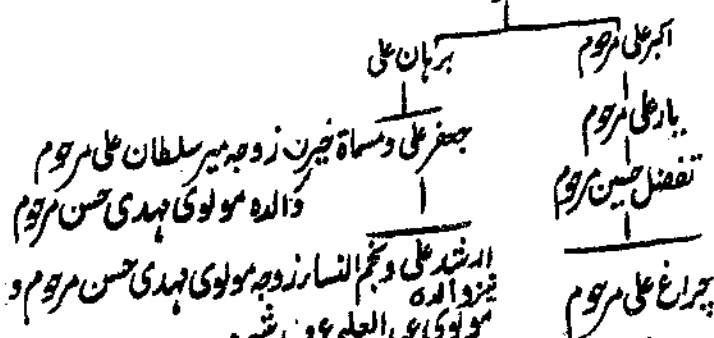 اکبر علی مرحوم
برہان علی
یار علی مرحوم
جعفر علی و مسماۃ خیرن زوجہ میر سلطان علی مرحوم
والدہ مولوی مہدی حسن مرحوم
تفضل حسین مرحوم
ارشد علی و نجم النسار زوجہ مولوی مہدی حسن مرحوم و
نیز والدہ
چراغ علی مرحوم
مولوی